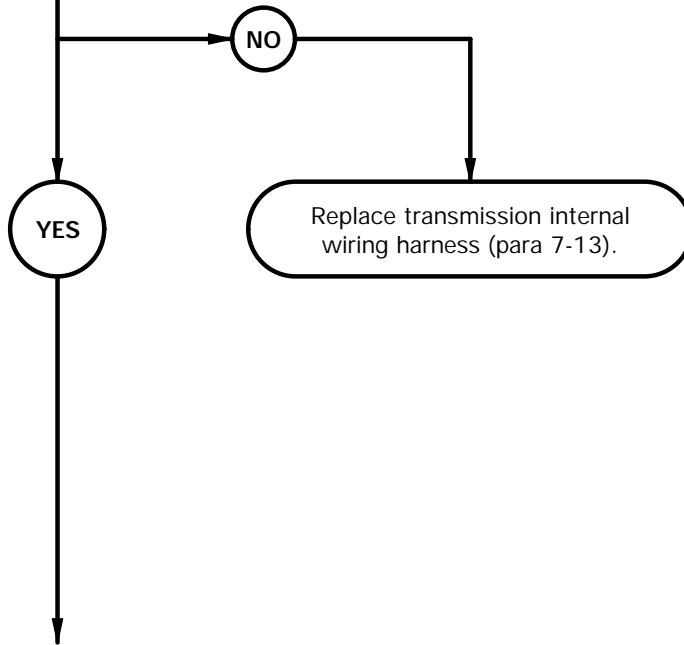 NO
YES
Replace transmission internal
wiring harness (para 7-13).